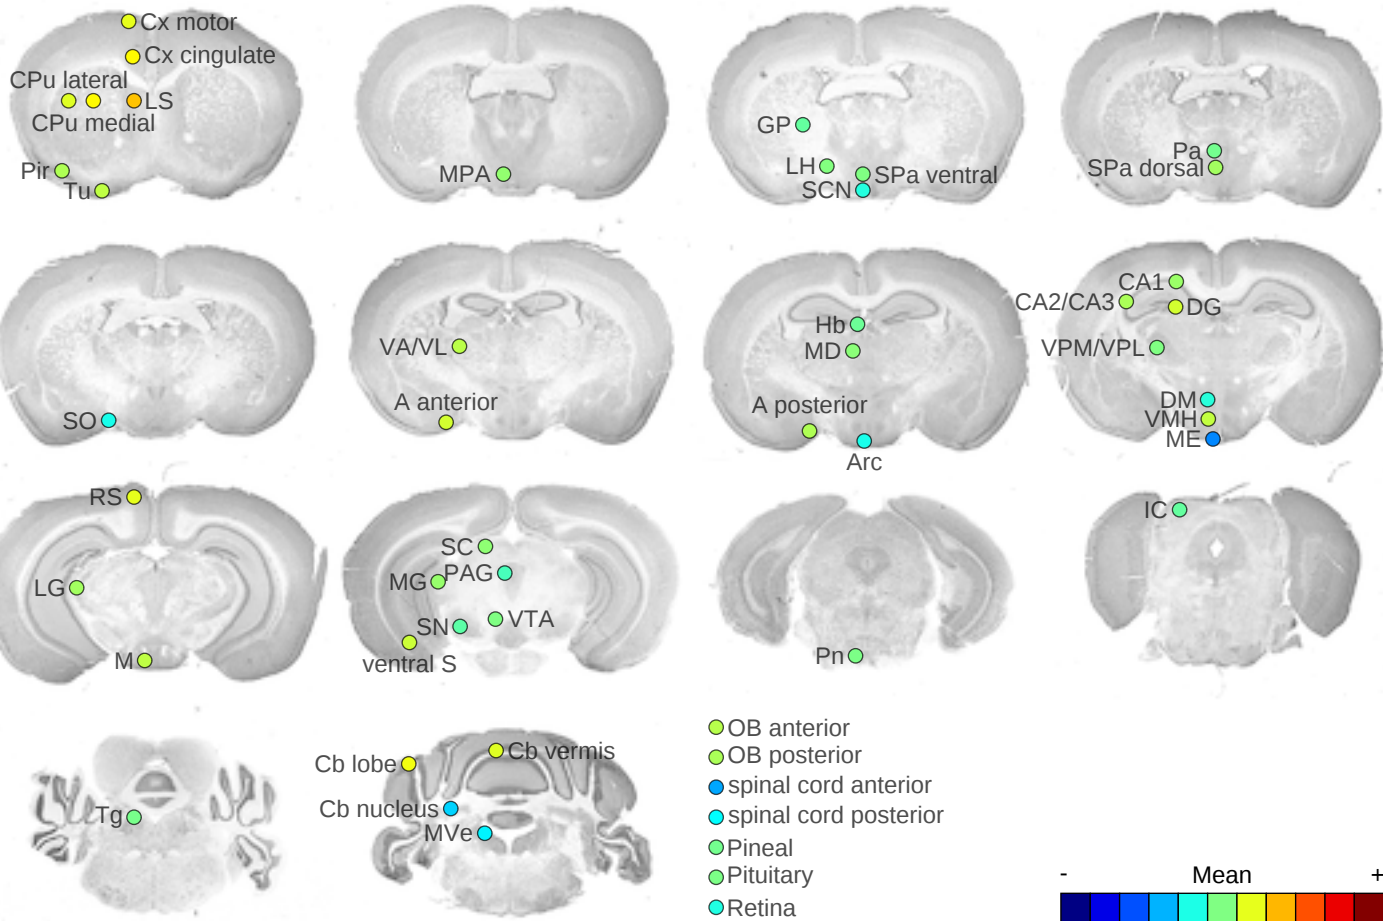 Cx motor
Cx cingulate
CPu lateral
LS
CPu medial
Pir
Tu
MPA
GP
LH
SPa ventral
SCN
Pa
SPa dorsal
SO
VA/VL
A anterior
Hb
MD
A posterior
Arc
CA1
CA2/CA3
DG
VPM/VPL
DM
VMH
ME
RS
LG
M
SC
MG
PAG
SN
VTA
ventral S
Pn
IC
Tg
Cb lobe
Cb vermis
Cb nucleus
MVe
OB anterior
OB posterior
spinal cord anterior
spinal cord posterior
Pineal
Pituitary
Retina
- Mean +